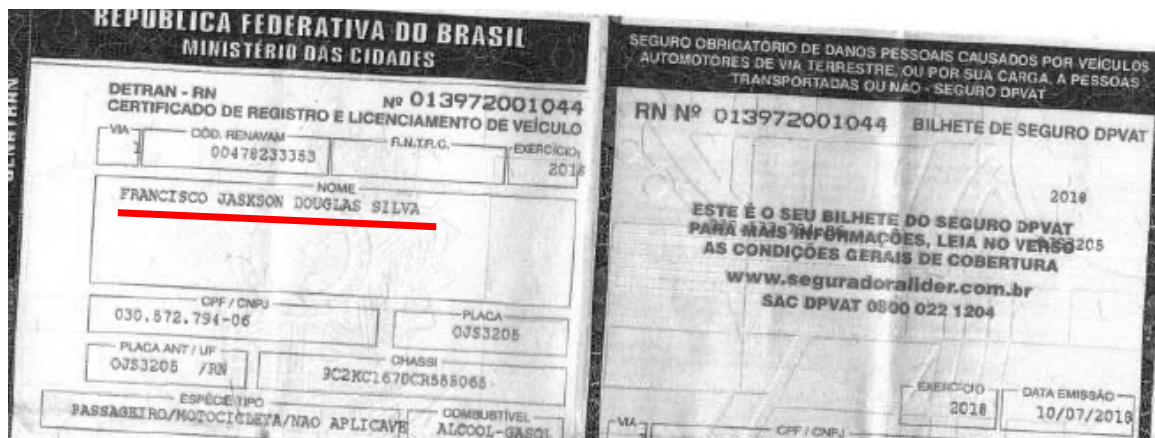 REPÚBLICA FEDERATIVA DO BRASIL
MINISTÉRIO DAS CIDADES
DETRAN - RN
Nº 013972001044
CERTIFICADO DE REGISTRO E LICENCIAMENTO DE VEÍCULO
VIA
CÓD. RENAVAM
R.N.T.R.C.
EXERCÍCIO
1
00478233353
2018
NOME
FRANCISCO JASKSON DOUGLAS SILVA
CPF / CNPJ
PLACA
030.572.794-06
OJS3205
PLACA ANT / UF
CHASSI
OJS3205 /RN
9C2KC1670CR555065
ESPÉCIE TIPO
COMBUSTÍVEL
PASSAGEIRO/MOTOCICLETA/NAO APLICAVE
ALCOOL-GASOL
SEGURO OBRIGATÓRIO DE DANOS PESSOAIS CAUSADOS POR VEÍCULOS
AUTOMOTORES DE VIA TERRESTRE, OU POR SUA CARGA, A PESSOAS
TRANSPORTADAS OU NÃO - SEGURO DPVAT
RN Nº 013972001044
BILHETE DE SEGURO DPVAT
2018
ESTE É O SEU BILHETE DO SEGURO DPVAT
PARA MAIS INFORMAÇÕES, LEIA NO VERSO
AS CONDIÇÕES GERAIS DE COBERTURA
www.seguradoralider.com.br
SAC DPVAT 0800 022 1204
EXERCÍCIO
DATA EMISSÃO
2018
10/07/2018
VIA
CPF / CNPJ